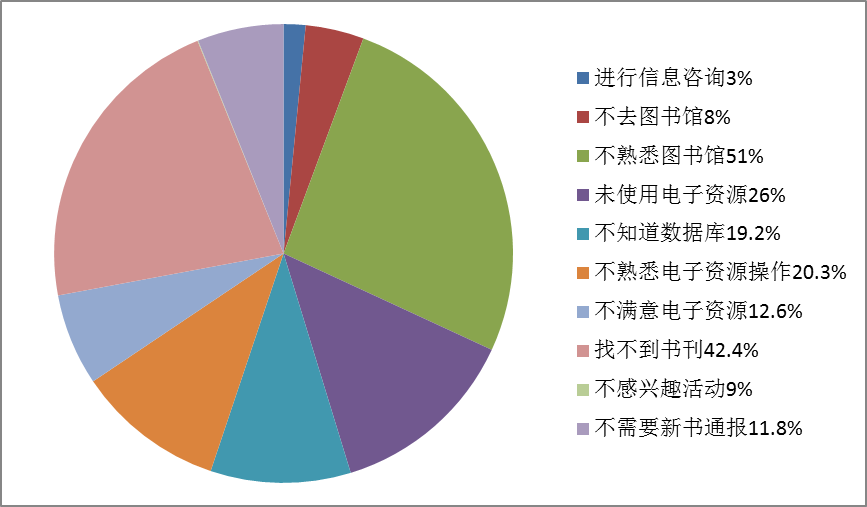 进行信息咨询3%
不去图书馆8%
不熟悉图书馆51%
未使用电子资源26%
不知道数据库19.2%
不熟悉电子资源操作20.3%
不满意电子资源12.6%
找不到书刊42.4%
不感兴趣活动9%
不需要新书通报11.8%